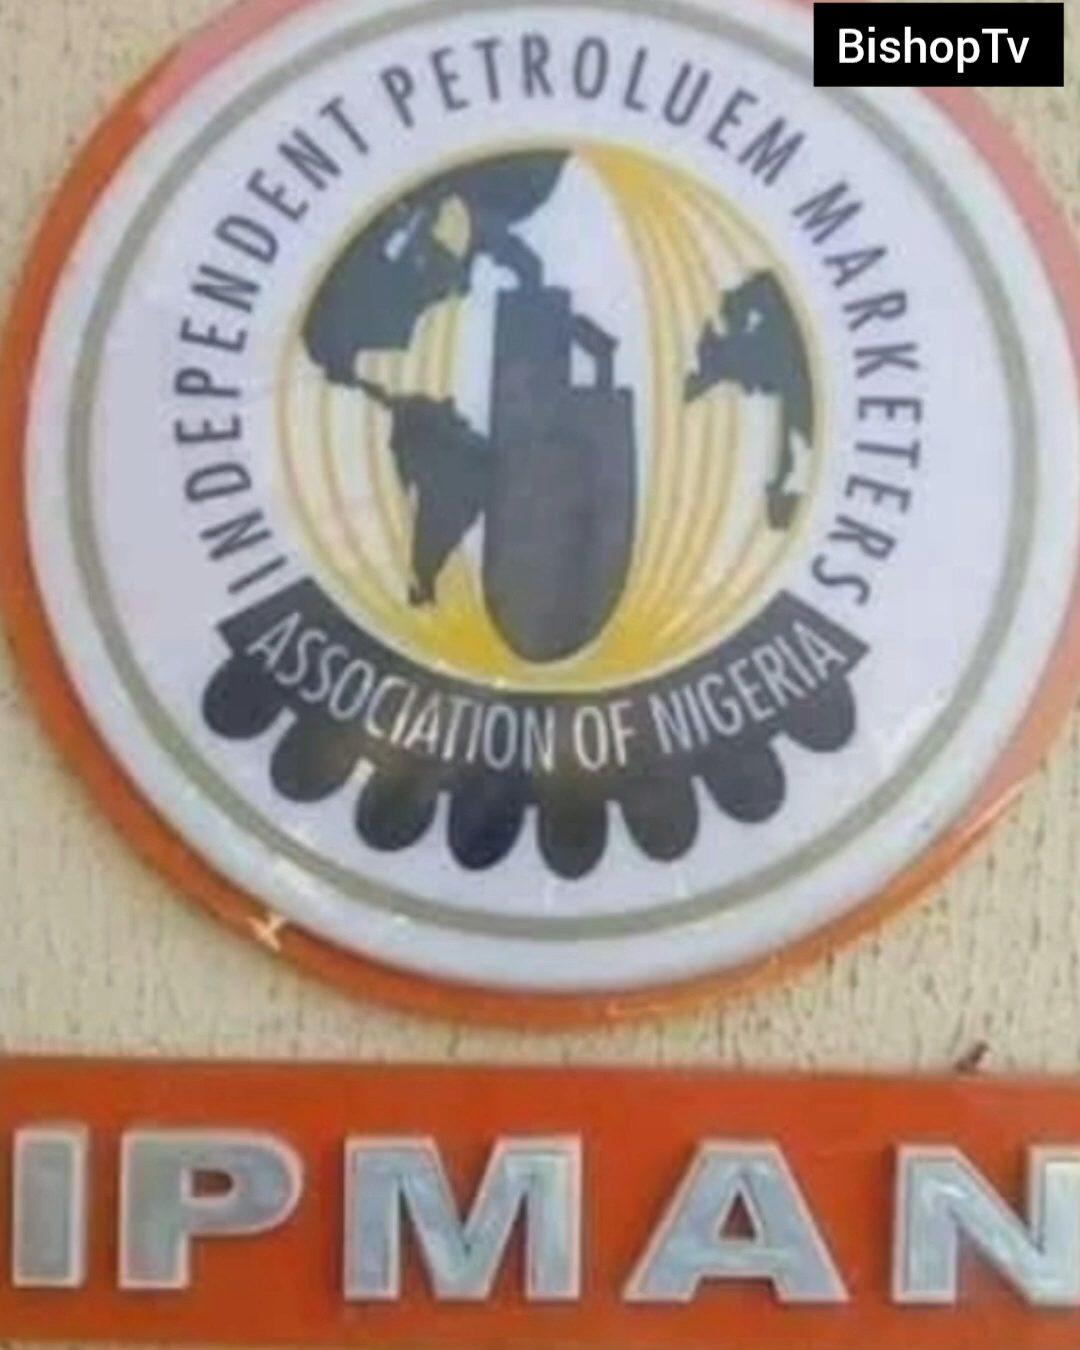 BishopTv
INDEPENDENT PETROLUEM MARKETERS
ASSOCIATION OF NIGERIA
IPMAN